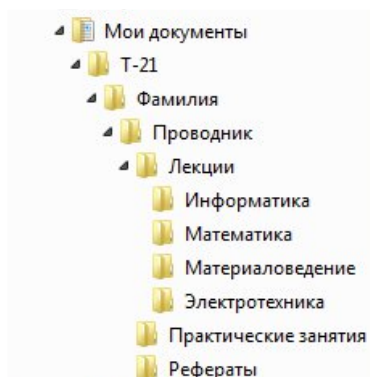 Мои документы
Т-21
Фамилия
Проводник
Лекции
Информатика
Математика
Материаловедение
Электротехника
Практические занятия
Рефераты